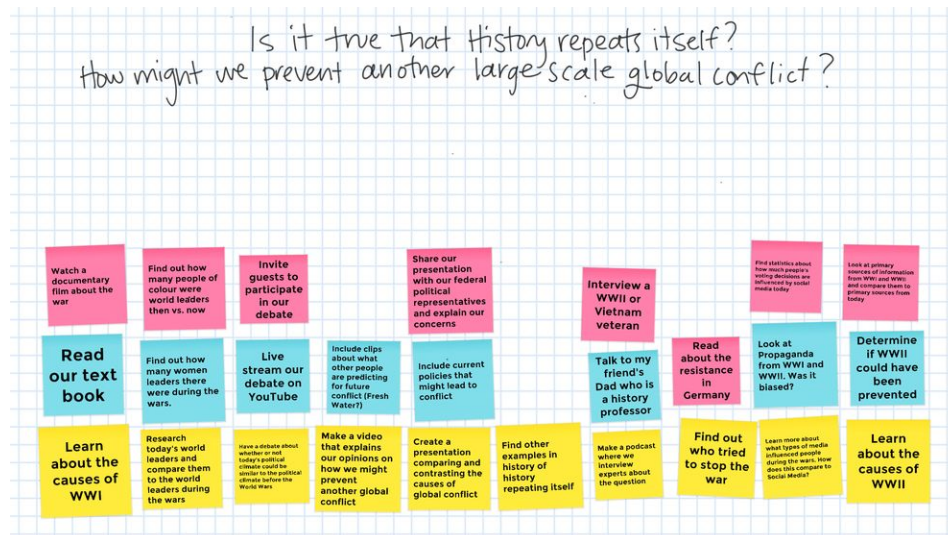 Is it true that History repeats itself?
How might we prevent another large scale global conflict?
Watch a
documentary
film about the
war
Find out how
many people of
colour were
world leaders
then vs. now
Invite
guests to
participate
in our
debate
Share our
presentation
with our federal
political
representatives
and explain our
concerns
Interview a
WWII or
Vietnam
veteran
Find statistics about
how much people's
voting decisions are
influenced by social
media today
Look at primary
sources of information
from WWI and WWII
and compare them to
primary sources from
today
Read
our text
book
Find out how
many women
leaders there
were during the
wars.
Live
stream our
debate on
YouTube
Include clips
about what
other people
are predicting
for future
conflict (Fresh
Water?)
Include current
policies that
might lead to
conflict
Talk to my
friend's
Dad who is
a history
professor
Read
about the
resistance
in
Germany
Look at
Propaganda
from WWI and
WWII. Was it
biased?
Determine
if WWII
could have
been
prevented
Learn
about the
causes of
WWI
Research
today's world
leaders and
compare them
to the world
leaders during
the wars
Have a debate about
whether or not
today's political
climate could be
similar to the political
climate before the
World Wars
Make a video
that explains
our opinions on
how we might
prevent
another global
conflict
Create a
presentation
comparing and
contrasting the
causes of
global conflict
Find other
examples in
history of
history
repeating itself
Make a podcast
where we
interview
experts about
the question
Find out
who tried
to stop the
war
Learn more about
what types of media
influenced people
during the wars. How
does this compare to
Social Media?
Learn
about the
causes of
WWII